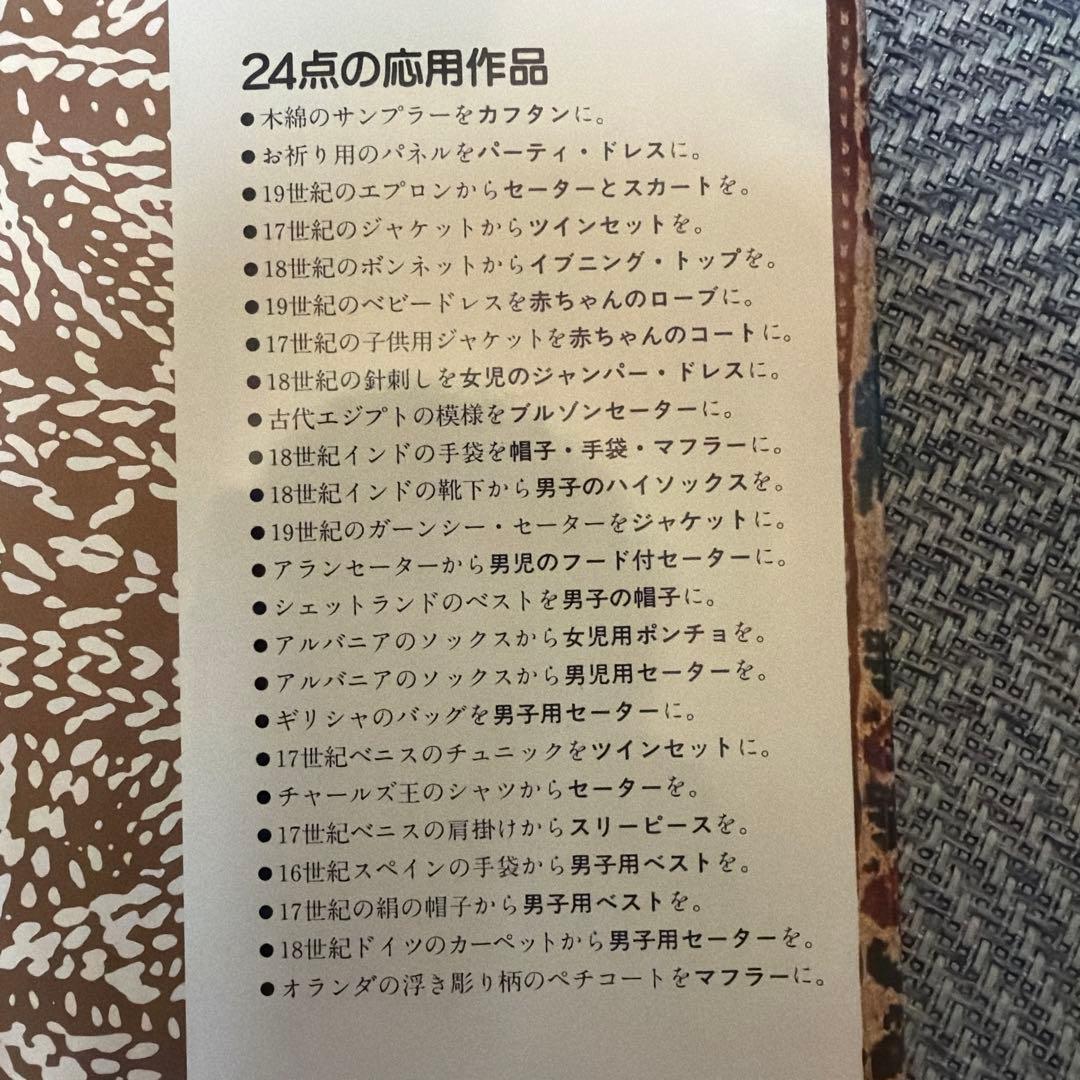 24点の応用作品
●木綿のサンプラーをカフタンに。
●お祈り用のパネルをパーティ・ドレスに。
●19世紀のエプロンからセーターとスカートを。
●17世紀のジャケットからツインセットを。
●18世紀のボンネットからイブニング・トップを。
●19世紀のベビードレスを赤ちゃんのローブに。
●17世紀の子供用ジャケットを赤ちゃんのコートに。
●18世紀の針刺しを女児のジャンパー・ドレスに。
●古代エジプトの模様をブルゾンセーターに。
●18世紀インドの手袋を帽子・手袋・マフラーに。
●18世紀インドの靴下から男子のハイソックスを。
●19世紀のガーンシー・セーターをジャケットに。
●アランセーターから男児のフード付セーターに。
●シェットランドのベストを男子の帽子に。
●アルバニアのソックスから女児用ポンチョを。
●アルバニアのソックスから男児用セーターを。
●ギリシャのバッグを男子用セーターに。
●17世紀ベニスのチュニックをツインセットに。
●チャールズ王のシャツからセーターを。
●17世紀ベニスの肩掛けからスリーピースを。
●16世紀スペインの手袋から男子用ベストを。
●17世紀の絹の帽子から男子用ベストを。
●18世紀ドイツのカーペットから男子用セーターを。
●オランダの浮き彫り柄のペチコートをマフラーに。